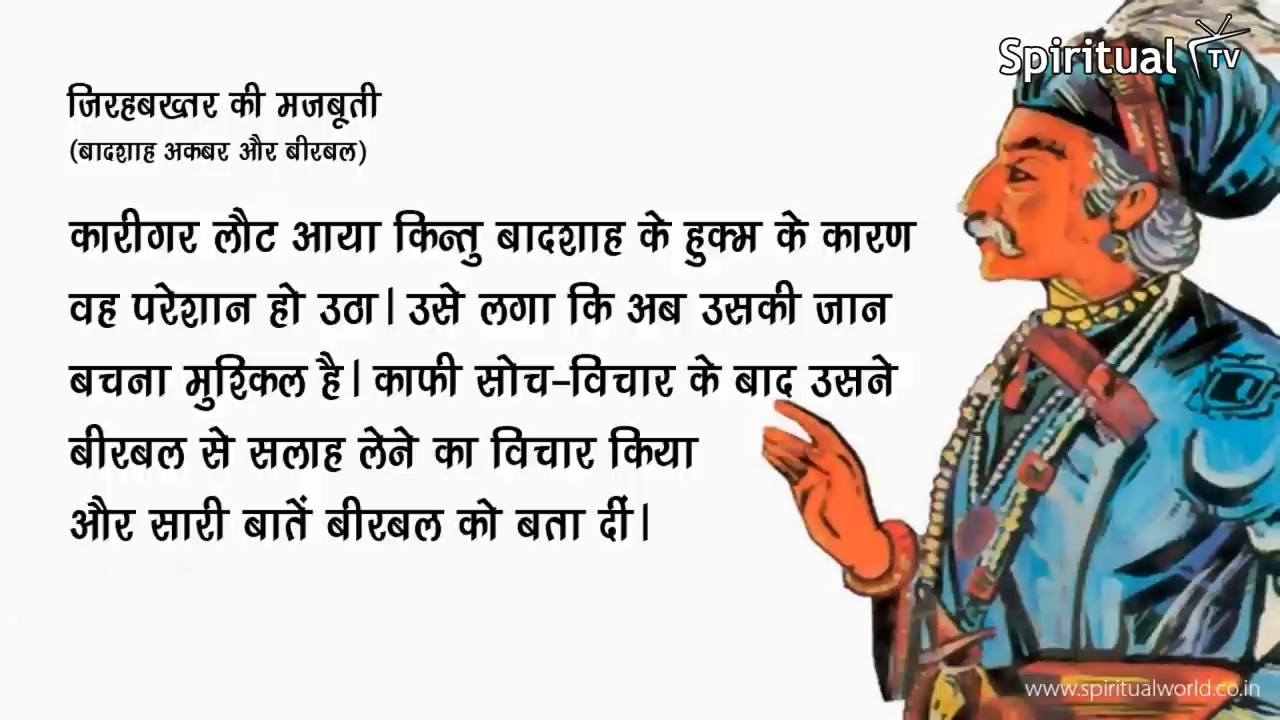 Spiritual TV
जिरहबख्तर की मजबूती
(बादशाह अकबर और बीरबल)
कारीगर लौट आया किन्तु बादशाह के हुक्म के कारण
वह परेशान हो उठा। उसे लगा कि अब उसकी जान
बचना मुश्किल है। काफी सोच-विचार के बाद उसने
बीरबल से सलाह लेने का विचार किया
और सारी बातें बीरबल को बता दीं।
www.spiritualworld.co.in